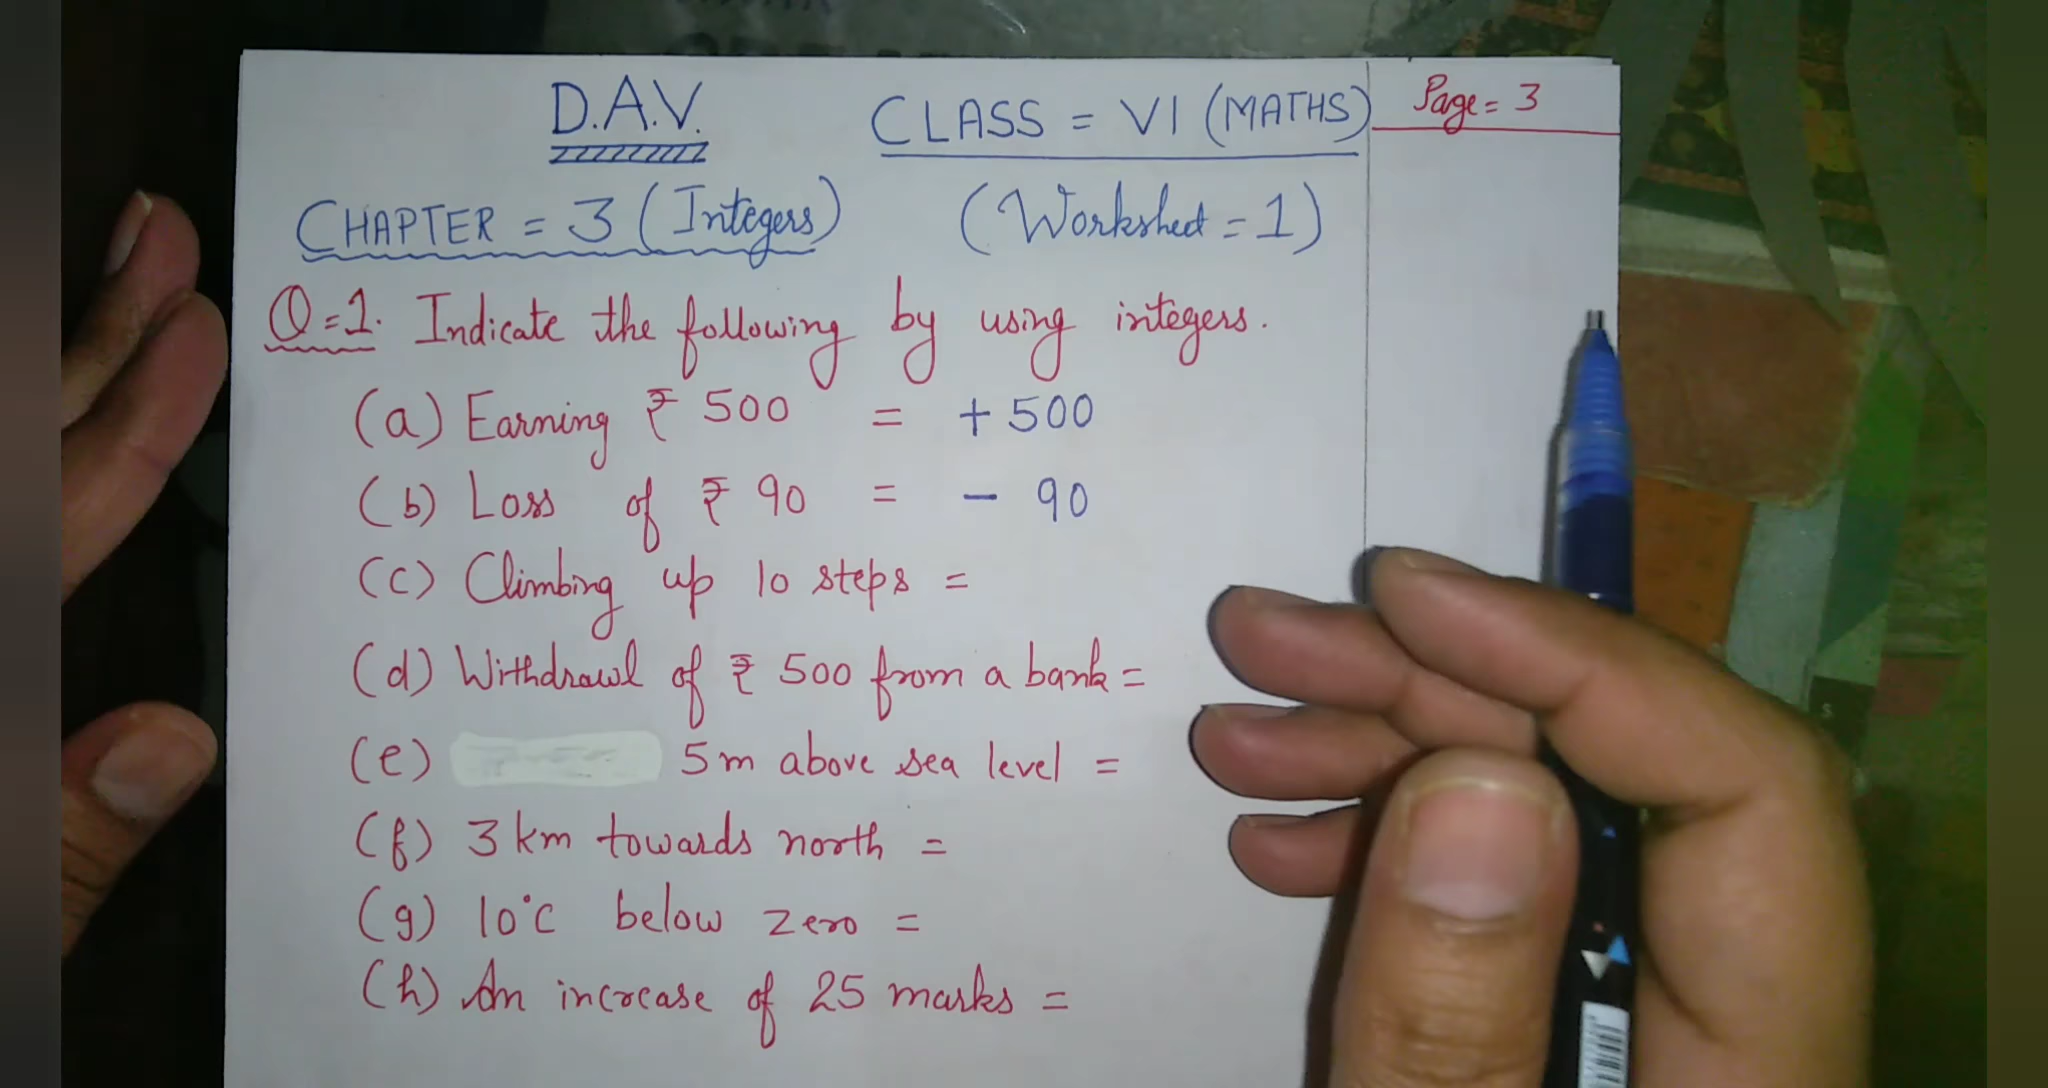 D.A.V. CLASS = VI (MATHS) Page = 3
CHAPTER = 3 (Integers) (Worksheet = 1)
Q=1. Indicate the following by using integers.
(a) Earning ₹ 500 = + 500
(b) Loss of ₹ 90 = - 90
(c) Climbing up 10 steps =
(d) Withdrawl of ₹ 500 from a bank =
(e) 5m above sea level =
(f) 3 km towards north =
(g) 10°C below zero =
(h) An increase of 25 marks =